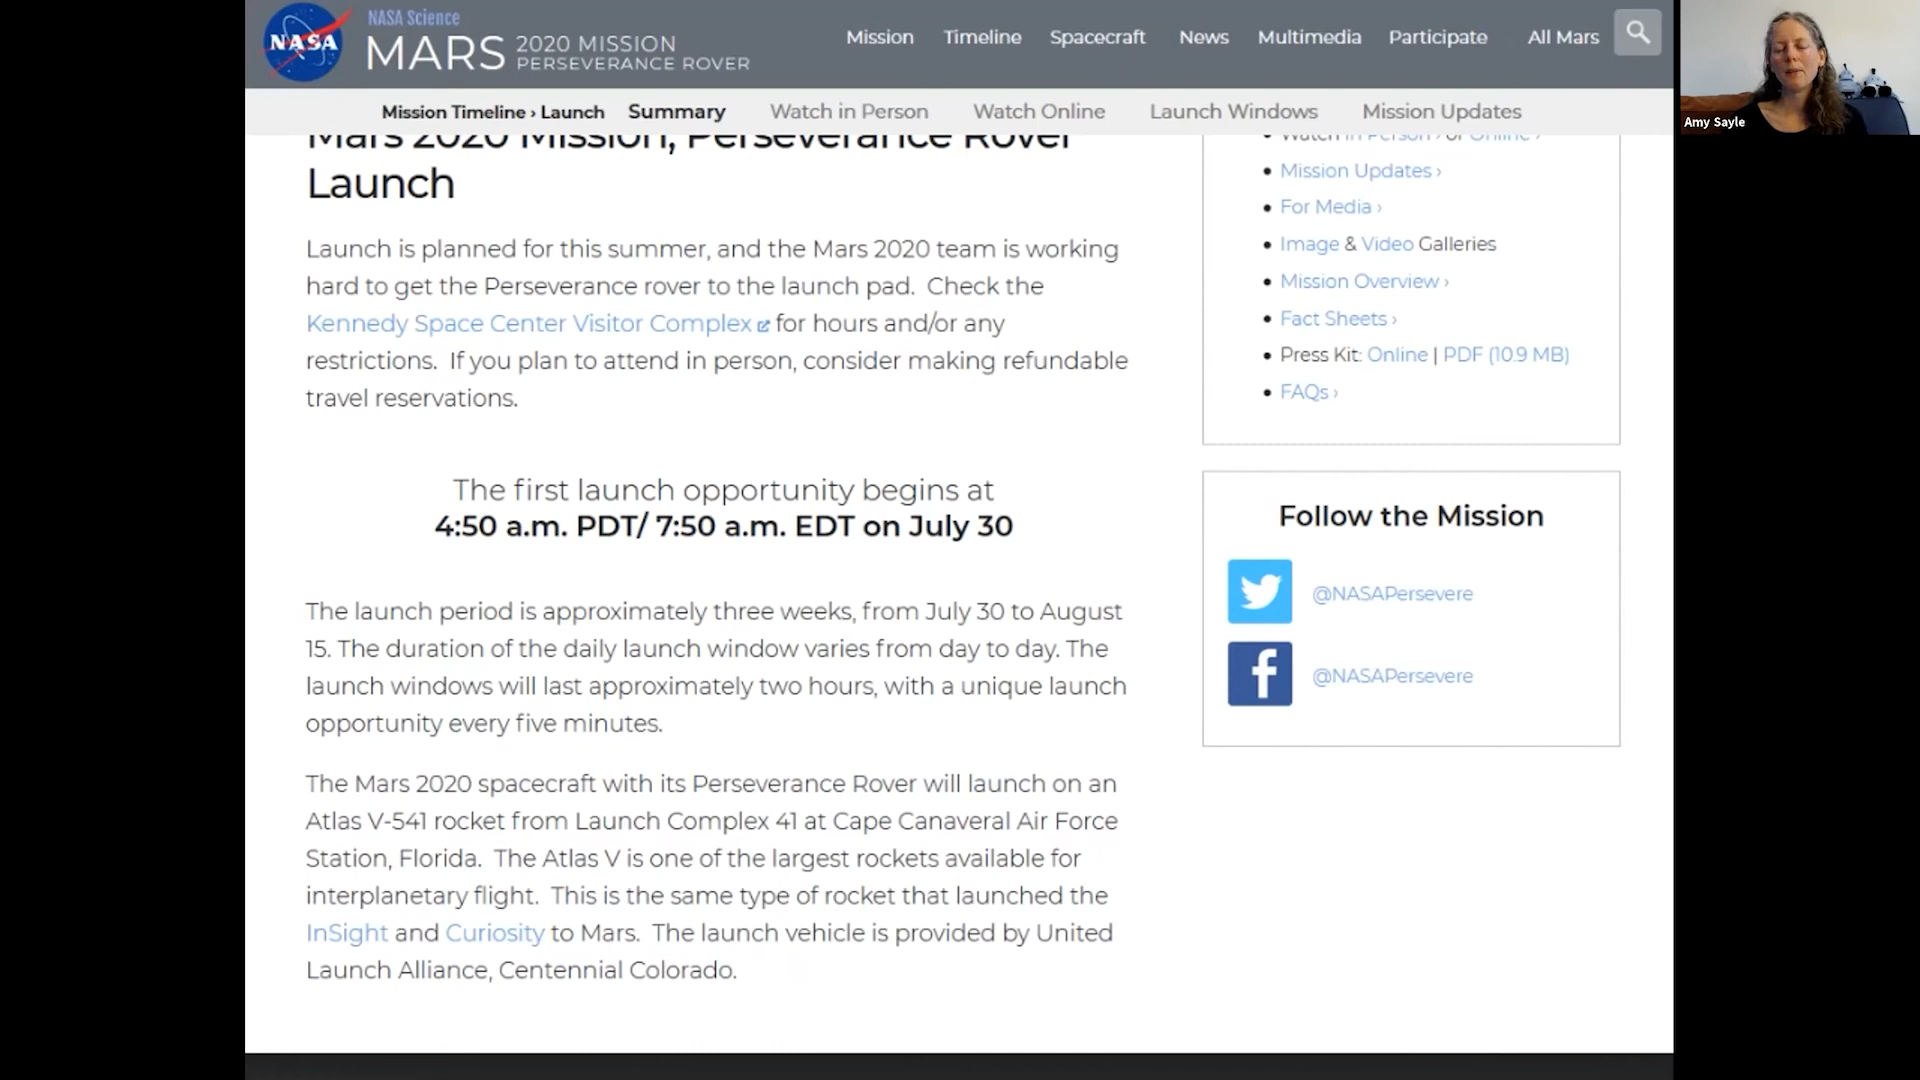 NASA
NASA Science
MARS 2020 MISSION
PERSEVERANCE ROVER
Mission Timeline Spacecraft News Multimedia Participate All Mars
Amy Sayle
Mission Timeline › Launch Summary Watch in Person Watch Online Launch Windows Mission Updates
Mars 2020 Mission, Perseverance Rover
Launch
Launch is planned for this summer, and the Mars 2020 team is working
hard to get the Perseverance rover to the launch pad. Check the
Kennedy Space Center Visitor Complex for hours and/or any
restrictions. If you plan to attend in person, consider making refundable
travel reservations.
The first launch opportunity begins at
4:50 a.m. PDT/ 7:50 a.m. EDT on July 30
The launch period is approximately three weeks, from July 30 to August
15. The duration of the daily launch window varies from day to day. The
launch windows will last approximately two hours, with a unique launch
opportunity every five minutes.
The Mars 2020 spacecraft with its Perseverance Rover will launch on an
Atlas V-541 rocket from Launch Complex 41 at Cape Canaveral Air Force
Station, Florida. The Atlas V is one of the largest rockets available for
interplanetary flight. This is the same type of rocket that launched the
InSight and Curiosity to Mars. The launch vehicle is provided by United
Launch Alliance, Centennial Colorado.
• Watch in Person › or Online ›
• Mission Updates ›
• For Media ›
• Image & Video Galleries
• Mission Overview ›
• Fact Sheets ›
• Press Kit: Online | PDF (10.9 MB)
• FAQs ›
Follow the Mission
@NASAPersevere
@NASAPersevere